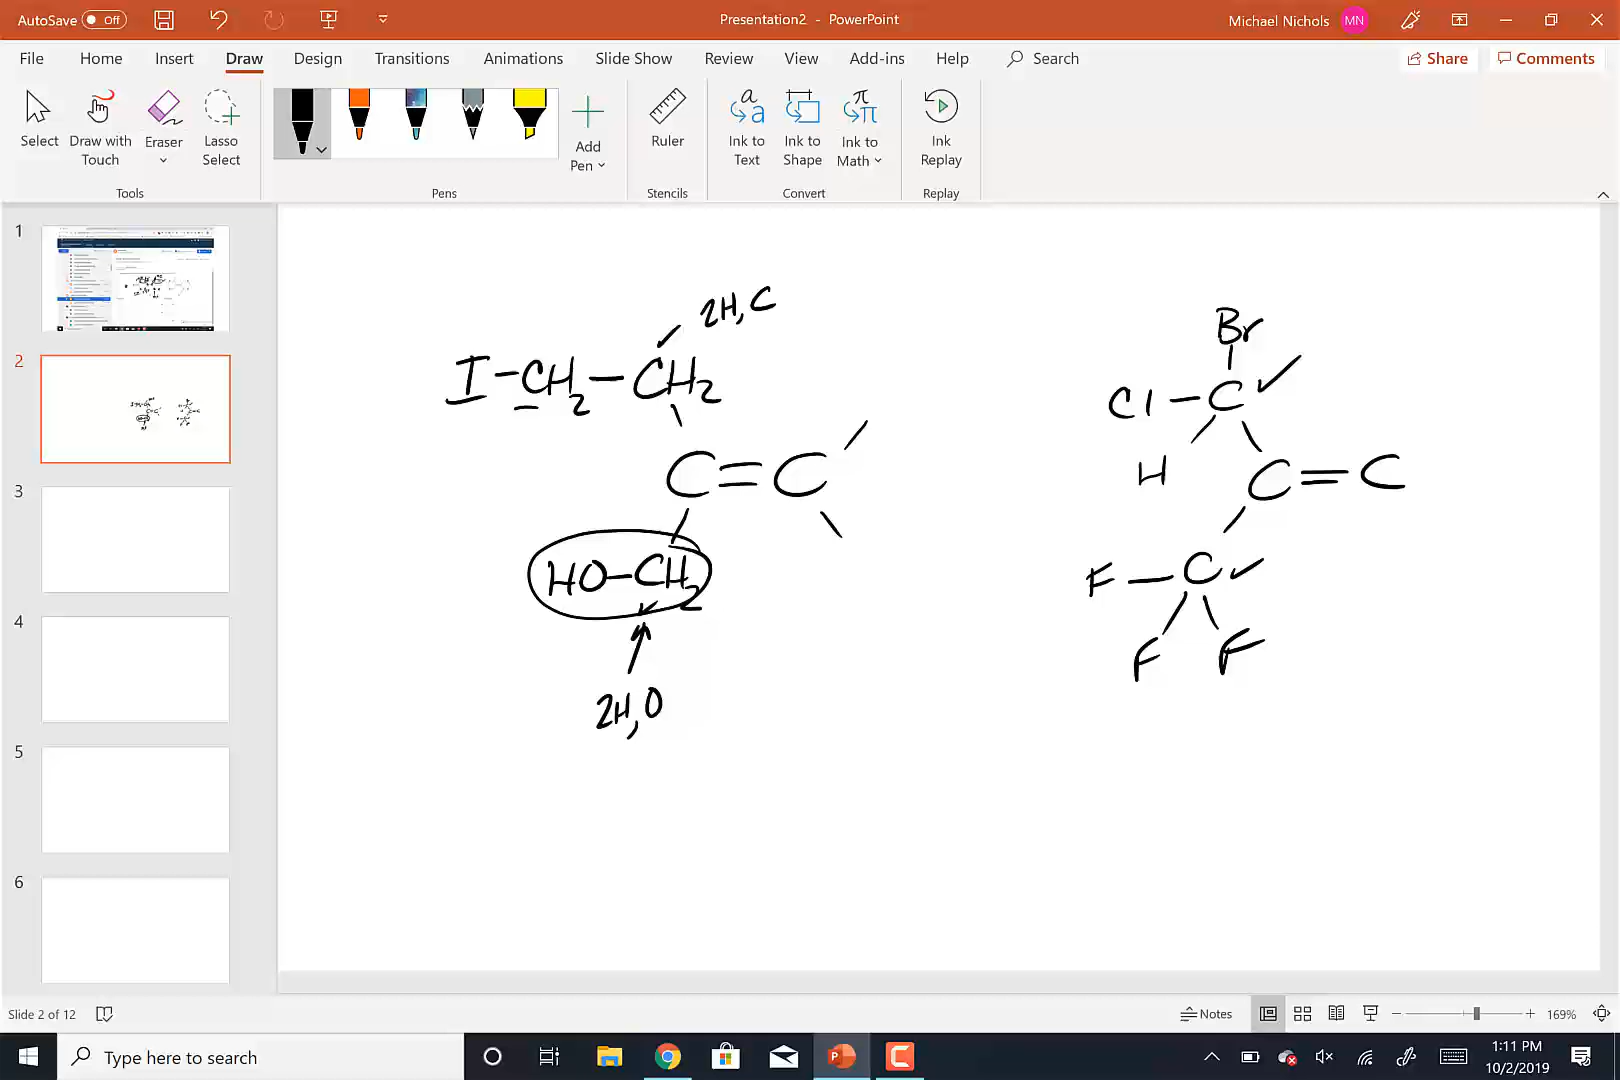 AutoSave Off
Presentation2 - PowerPoint
Michael Nichols MN
File Home Insert Draw Design Transitions Animations Slide Show Review View Add-ins Help Search
Share Comments
Select
Draw with Touch
Eraser
Lasso Select
Add Pen
Ruler
Ink to Text
Ink to Shape
Ink to Math
Ink Replay
Tools Pens Stencils Convert Replay
1
2
3
4
5
6
2H, C
I-CH2-CH2
C=C
HO-CH2
2H, O
Br
Cl-C
H
C=C
F-C
F F
Slide 2 of 12
Notes
169%
Type here to search
1:11 PM
10/2/2019